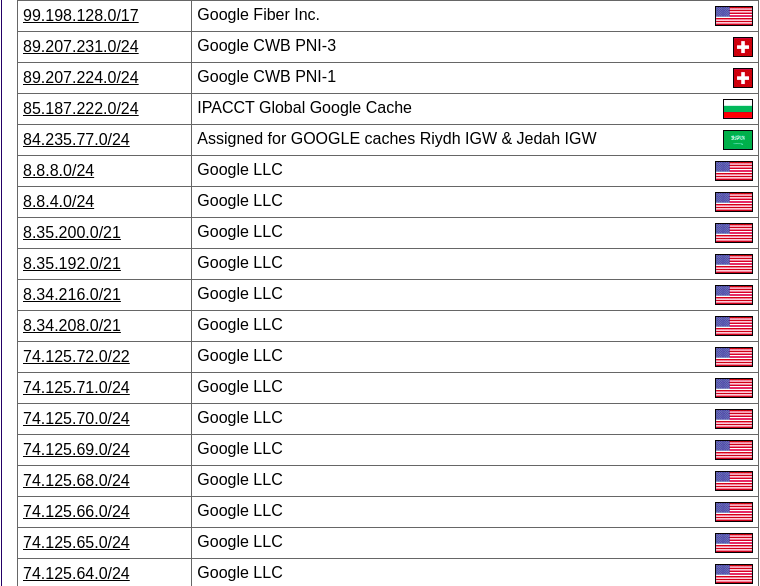 99.198.128.0/17 Google Fiber Inc.
89.207.231.0/24 Google CWB PNI-3
89.207.224.0/24 Google CWB PNI-1
85.187.222.0/24 IPACCT Global Google Cache
84.235.77.0/24 Assigned for GOOGLE caches Riydh IGW & Jedah IGW
8.8.8.0/24 Google LLC
8.8.4.0/24 Google LLC
8.35.200.0/21 Google LLC
8.35.192.0/21 Google LLC
8.34.216.0/21 Google LLC
8.34.208.0/21 Google LLC
74.125.72.0/22 Google LLC
74.125.71.0/24 Google LLC
74.125.70.0/24 Google LLC
74.125.69.0/24 Google LLC
74.125.68.0/24 Google LLC
74.125.66.0/24 Google LLC
74.125.65.0/24 Google LLC
74.125.64.0/24 Google LLC